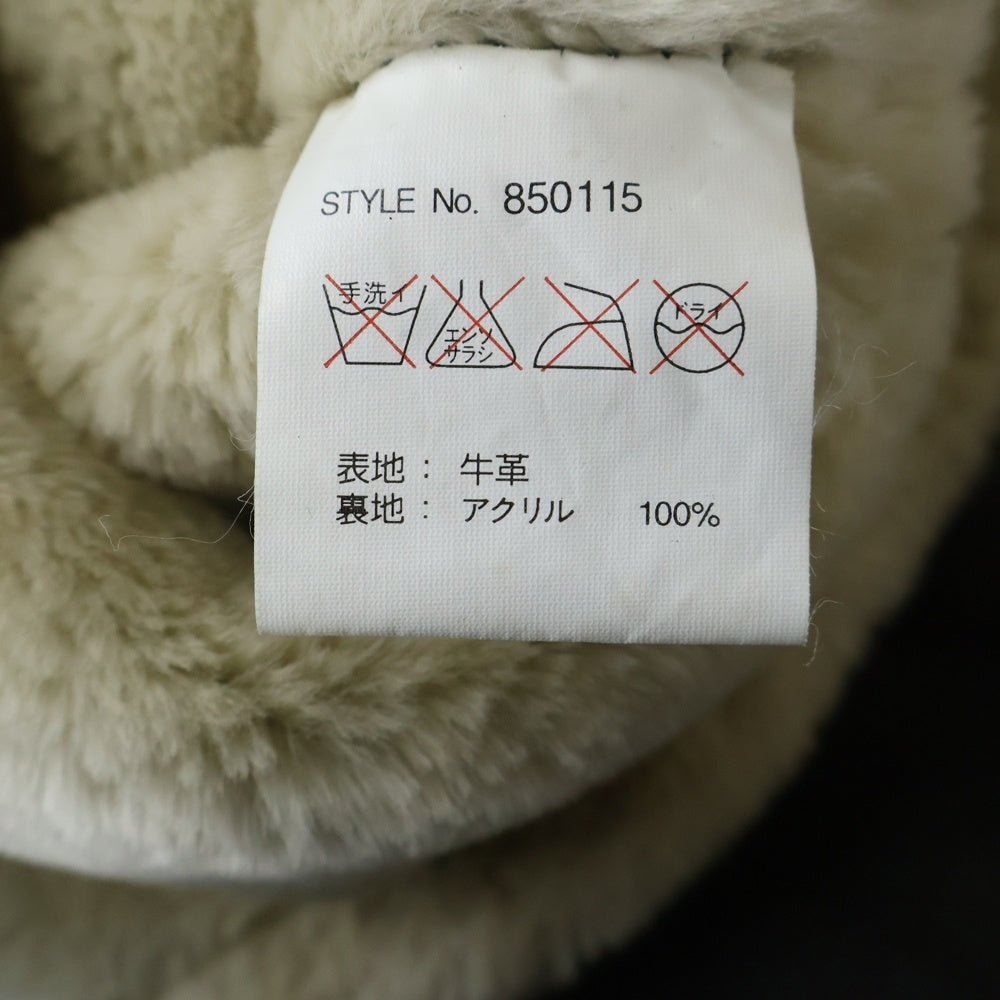 STYLE No. 850115
手洗イ エンソ ドライ
サラシ
表地 : 牛革
裏地 : アクリル 100%